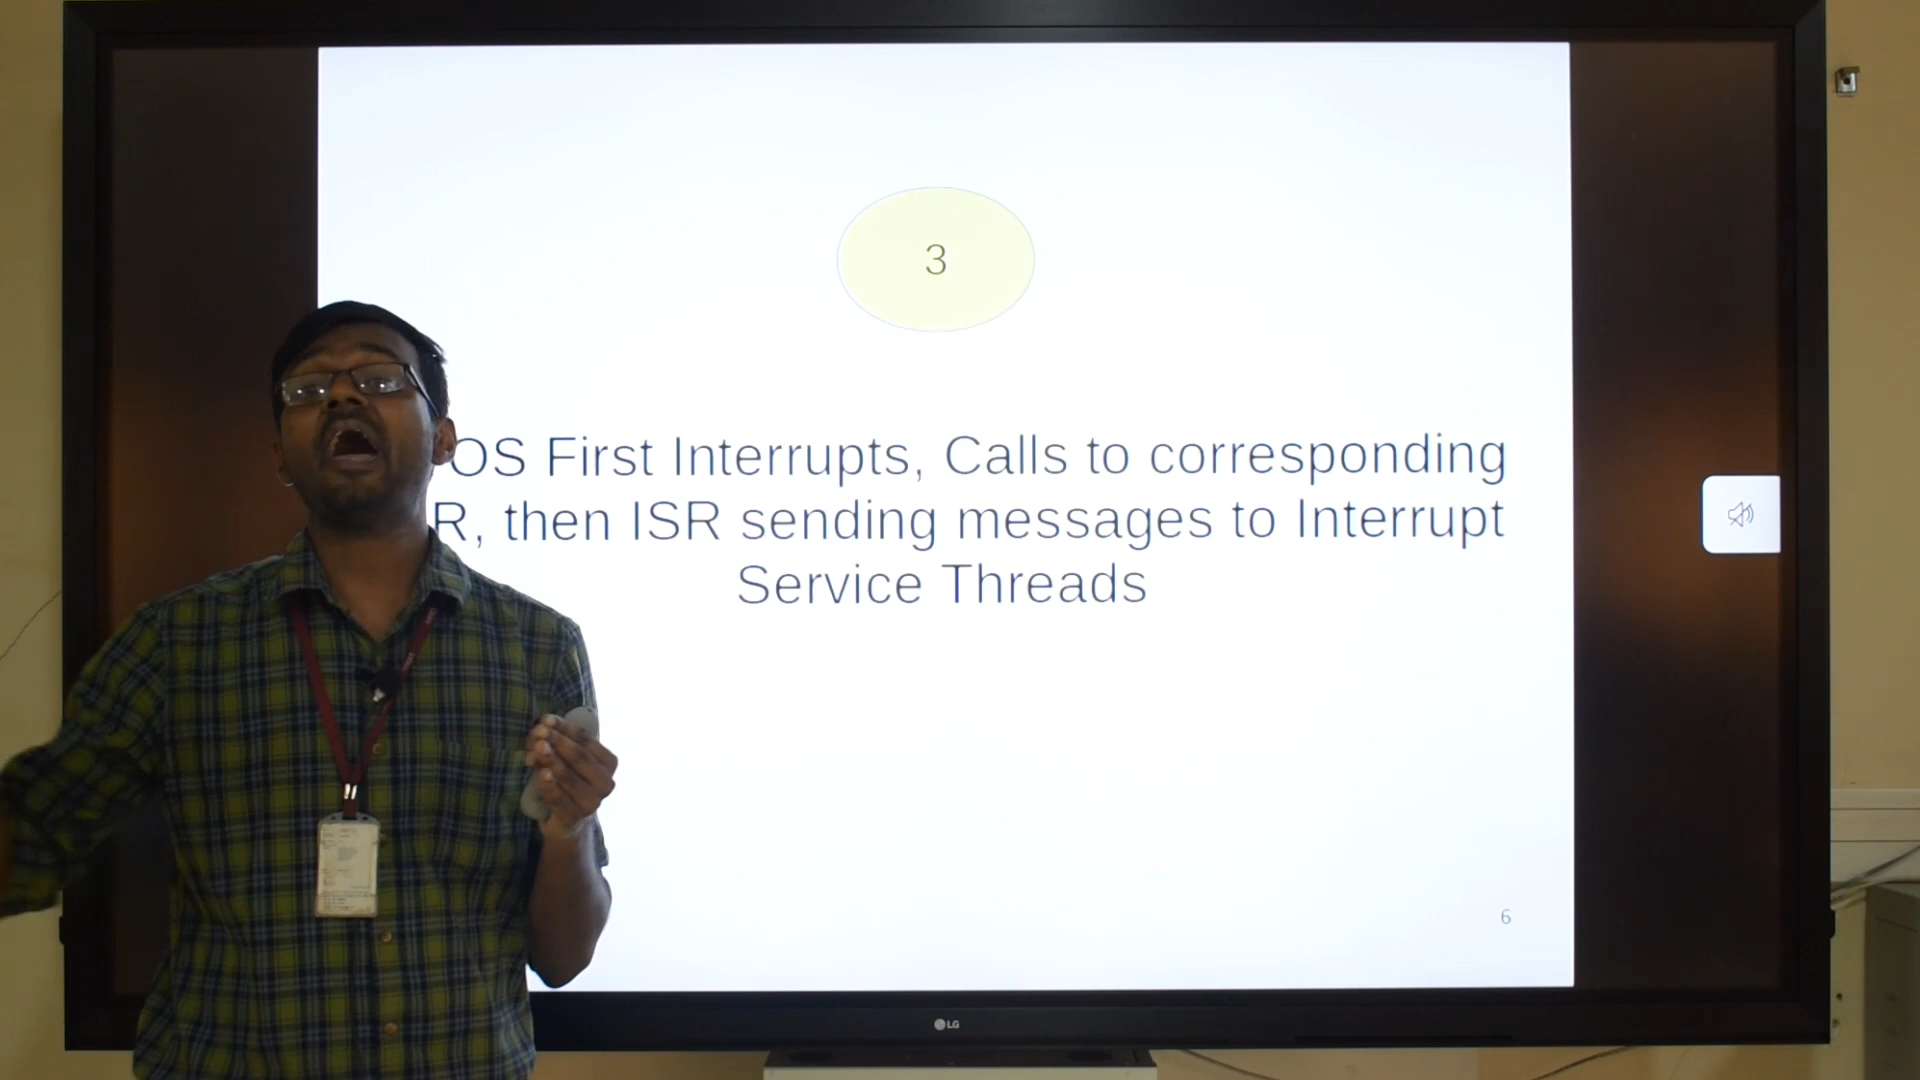 3
OS First Interrupts, Calls to corresponding
R, then ISR sending messages to Interrupt
Service Threads
6
LG